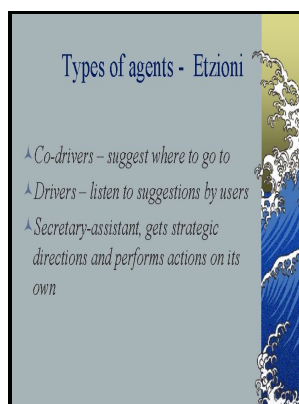 Types of agents - Etzioni
Co-drivers – suggest where to go to
Drivers – listen to suggestions by users
Secretary-assistant, gets strategic
directions and performs actions on its
own